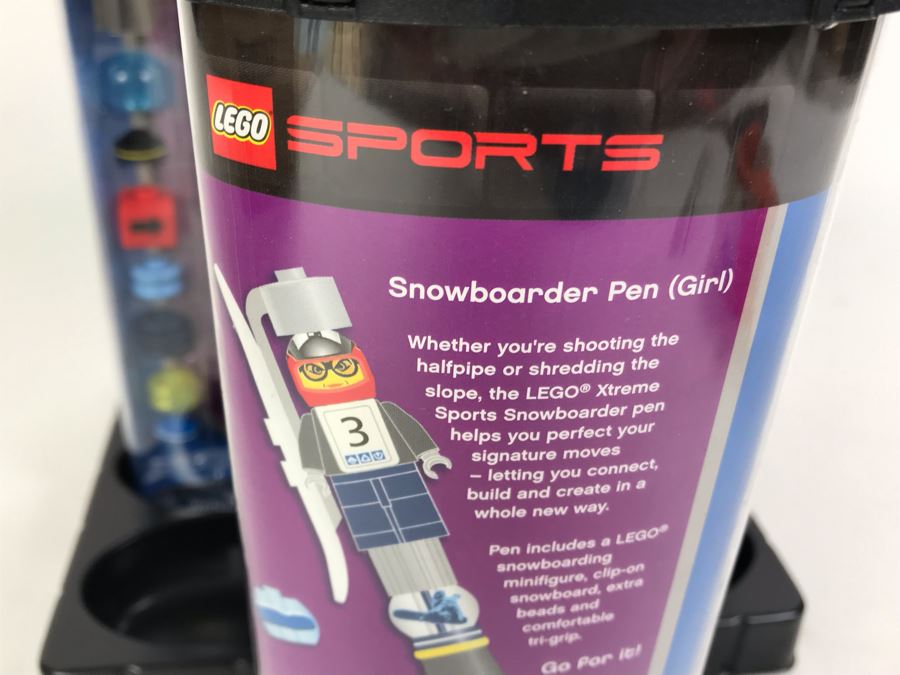 LEGO SPORTS
Snowboarder Pen (Girl)
Whether you're shooting the
halfpipe or shredding the
slope, the LEGO® Xtreme
Sports Snowboarder pen
helps you perfect your
signature moves
– letting you connect,
build and create in a
whole new way.
Pen includes a LEGO®
snowboarding
minifigure, clip-on
snowboard, extra
beads and
comfortable
tri-grip.
Go for it!
3